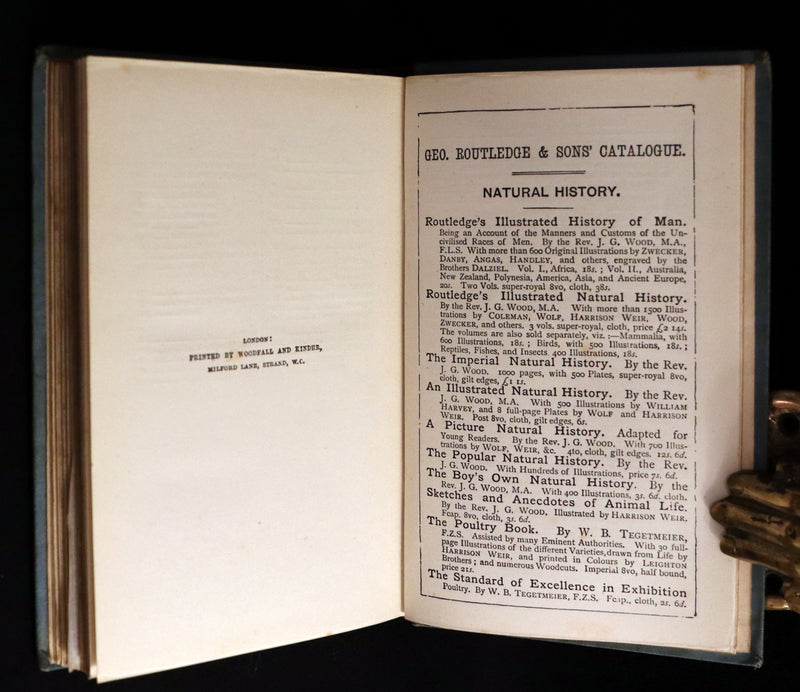 LONDON:
PRINTED BY WOODFALL AND KINDER,
MILFORD LANE, STRAND, W.C.
GEO. ROUTLEDGE & SONS' CATALOGUE.
NATURAL HISTORY.
Routledge's Illustrated History of Man.
Being an Account of the Manners and Customs of the Un-
civilised Races of Men. By the Rev. J. G. WOOD, M.A.,
F.L.S. With more than 600 Original Illustrations by ZWECKER,
DANBY, ANGAS, HANDLEY, and others, engraved by the
Brothers DALZIEL. Vol. I., Africa, 18s.; Vol. II., Australia,
New Zealand, Polynesia, America, Asia, and Ancient Europe,
20s. Two Vols. super-royal 8vo, cloth, 38s.
Routledge's Illustrated Natural History.
By the Rev. J. G. WOOD, M.A. With more than 1500 Illus-
trations by COLEMAN, WOLF, HARRISON WEIR, WOOD,
ZWECKER, and others. 3 vols. super-royal, cloth, price £2 14s.
The volumes are also sold separately, viz.:—Mammalia, with
600 Illustrations, 18s.; Birds, with 500 Illustrations, 18s.;
Reptiles, Fishes, and Insects, 400 Illustrations, 18s.
The Imperial Natural History. By the Rev.
J. G. WOOD. 1000 pages, with 500 Plates, super-royal 8vo,
cloth, gilt edges, £1 1s.
An Illustrated Natural History. By the Rev.
J. G. WOOD, M.A. With 500 Illustrations by WILLIAM
HARVEY, and 8 full-page Plates by WOLF and HARRISON
WEIR. Post 8vo, cloth, gilt edges, 6s.
A Picture Natural History. Adapted for
Young Readers. By the Rev. J. G. WOOD. With 700 Illus-
trations by WOLF, WEIR, &c. 4to, cloth, gilt edges. 12s. 6d.
The Popular Natural History. By the Rev.
J. G. WOOD. With Hundreds of Illustrations, price 7s. 6d.
The Boy's Own Natural History. By the
Rev. J. G. WOOD, M.A. With 400 Illustrations, 3s. 6d. cloth.
Sketches and Anecdotes of Animal Life.
By the Rev. J. G. WOOD. Illustrated by HARRISON WEIR.
Fcap. 8vo, cloth, 3s. 6d.
The Poultry Book. By W. B. TEGETMEIER,
F.Z.S. Assisted by many Eminent Authorities. With 30 full-
page Illustrations of the different Varieties, drawn from Life by
HARRISON WEIR, and printed in Colours by LEIGHTON
Brothers; and numerous Woodcuts. Imperial 8vo, half bound,
price 21s.
The Standard of Excellence in Exhibition
Poultry. By W. B. TEGETMEIER, F.Z.S. Fcap., cloth, 2s. 6d.